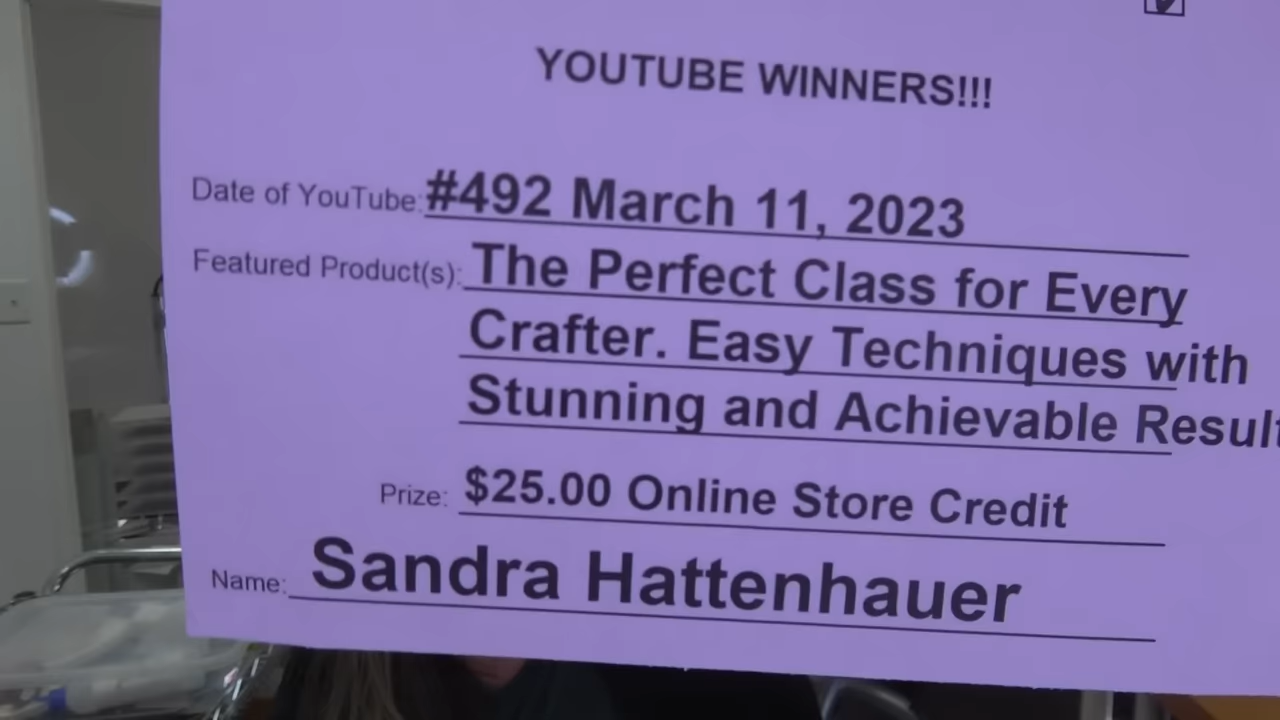 YOUTUBE WINNERS!!!
Date of YouTube: #492 March 11, 2023
Featured Product(s): The Perfect Class for Every
Crafter. Easy Techniques with
Stunning and Achievable Result
Prize: $25.00 Online Store Credit
Name: Sandra Hattenhauer